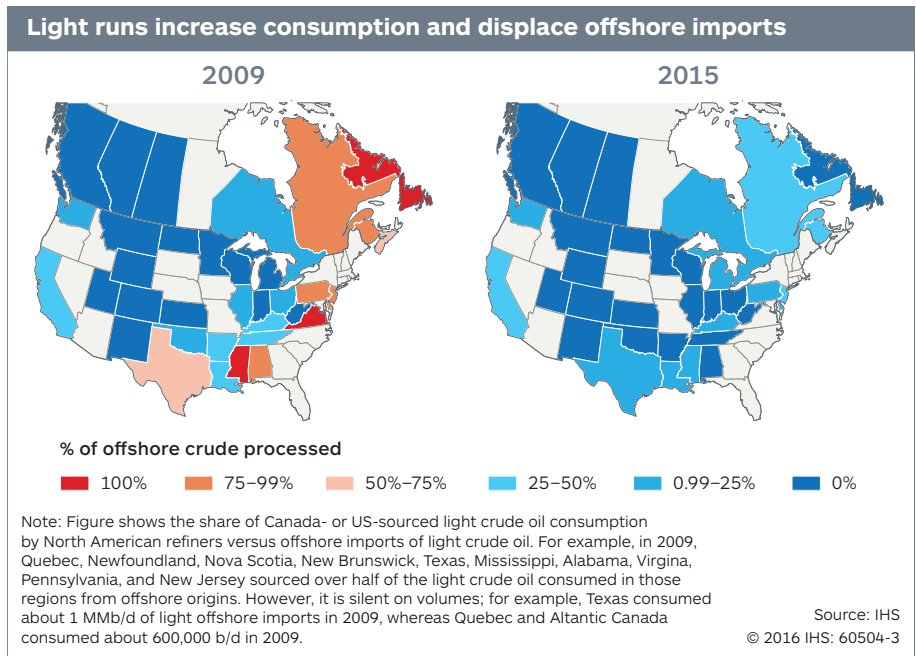 Light runs increase consumption and displace offshore imports
2009
2015
% of offshore crude processed
100%
75–99%
50%–75%
25–50%
0.99–25%
0%
Note: Figure shows the share of Canada- or US-sourced light crude oil consumption
by North American refiners versus offshore imports of light crude oil. For example, in 2009,
Quebec, Newfoundland, Nova Scotia, New Brunswick, Texas, Mississippi, Alabama, Virgina,
Pennsylvania, and New Jersey sourced over half of the light crude oil consumed in those
regions from offshore origins. However, it is silent on volumes; for example, Texas consumed
about 1 MMb/d of light offshore imports in 2009, whereas Quebec and Altantic Canada
consumed about 600,000 b/d in 2009.
Source: IHS
© 2016 IHS: 60504-3